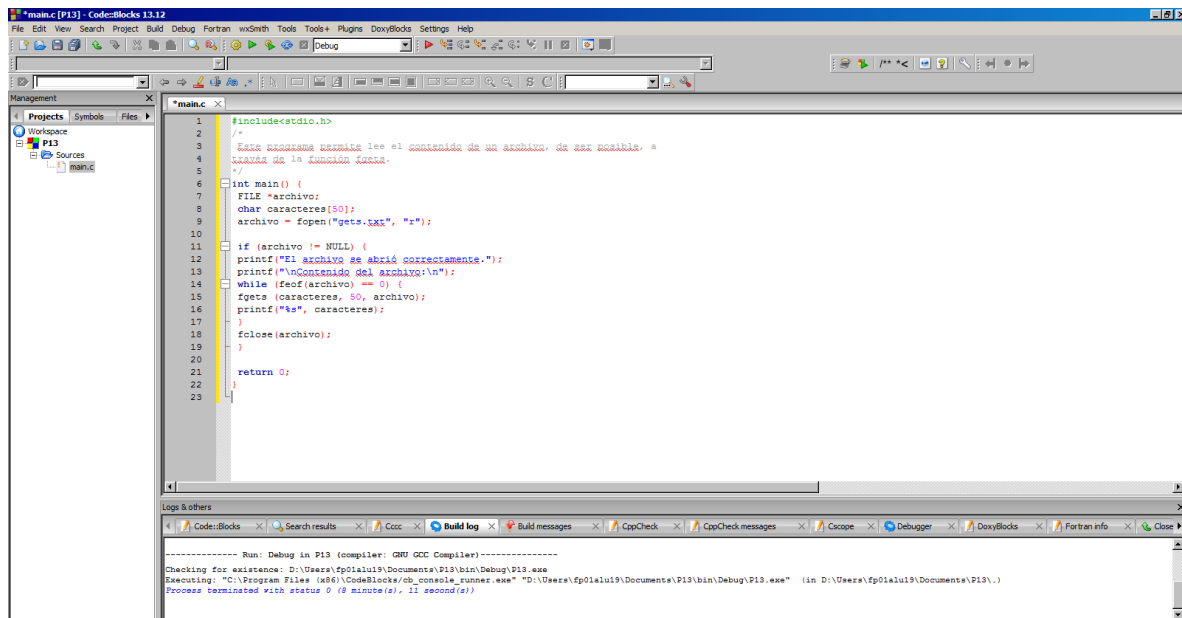 *main.c [P13] - Code::Blocks 13.12
File Edit View Search Project Build Debug Fortran wxSmith Tools Tools+ Plugins DoxyBlocks Settings Help
Debug
/** *<
S C
Management
Projects Symbols Files
Workspace
P13
Sources
main.c
*main.c
1 #include<stdio.h>
2 /*
3 Este programa permite lee el contenido de un archivo, de ser posible, a
4 través de la función fgets.
5 */
6 int main() {
7 FILE *archivo;
8 char caracteres[50];
9 archivo = fopen("gets.txt", "r");
10
11 if (archivo != NULL) {
12 printf("El archivo se abrió correctamente.");
13 printf("\nContenido del archivo:\n");
14 while (feof(archivo) == 0) {
15 fgets (caracteres, 50, archivo);
16 printf("%s", caracteres);
17 }
18 fclose(archivo);
19 }
20
21 return 0;
22 }
23
Logs & others
Code::Blocks Search results Cccc Build log Build messages CppCheck CppCheck messages Cscope Debugger DoxyBlocks Fortran info Close
-------------- Run: Debug in P13 (compiler: GNU GCC Compiler)---------------
Checking for existence: D:\Users\fp01alu19\Documents\P13\bin\Debug\P13.exe
Executing: "C:\Program Files (x86)\CodeBlocks/cb_console_runner.exe" "D:\Users\fp01alu19\Documents\P13\bin\Debug\P13.exe" (in D:\Users\fp01alu19\Documents\P13\.)
Process terminated with status 0 (8 minute(s), 11 second(s))